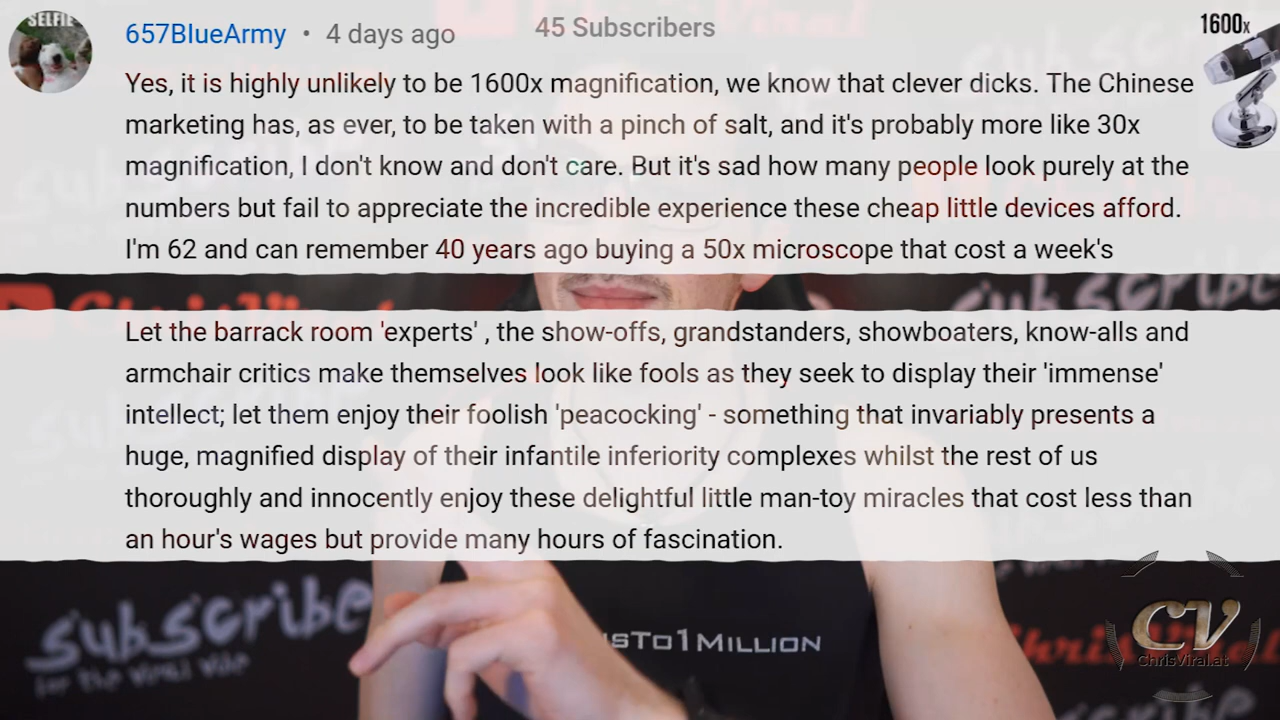 SELFIE
657BlueArmy • 4 days ago
45 Subscribers
1600x
Yes, it is highly unlikely to be 1600x magnification, we know that clever dicks. The Chinese
marketing has, as ever, to be taken with a pinch of salt, and it's probably more like 30x
magnification, I don't know and don't care. But it's sad how many people look purely at the
numbers but fail to appreciate the incredible experience these cheap little devices afford.
I'm 62 and can remember 40 years ago buying a 50x microscope that cost a week's
SUBSCRIBE
Let the barrack room 'experts' , the show-offs, grandstanders, showboaters, know-alls and
armchair critics make themselves look like fools as they seek to display their 'immense'
intellect; let them enjoy their foolish 'peacocking' - something that invariably presents a
huge, magnified display of their infantile inferiority complexes whilst the rest of us
thoroughly and innocently enjoy these delightful little man-toy miracles that cost less than
an hour's wages but provide many hours of fascination.
SUBSCRIBE
for the Viral Vibe
STO1MILLION
CV
ChrisViral.at